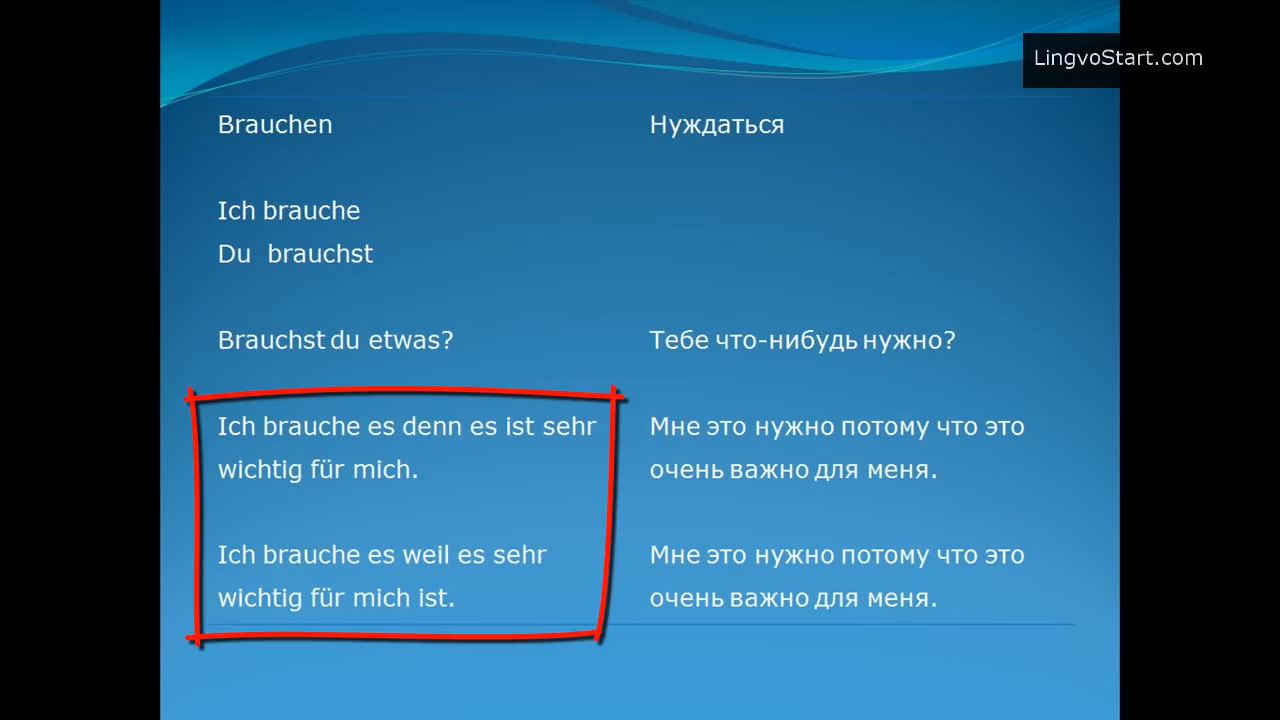 LingvoStart.com
Brauchen Нуждаться
Ich brauche
Du brauchst
Brauchst du etwas? Тебе что-нибудь нужно?
Ich brauche es denn es ist sehr Мне это нужно потому что это
wichtig für mich. очень важно для меня.
Ich brauche es weil es sehr Мне это нужно потому что это
wichtig für mich ist. очень важно для меня.